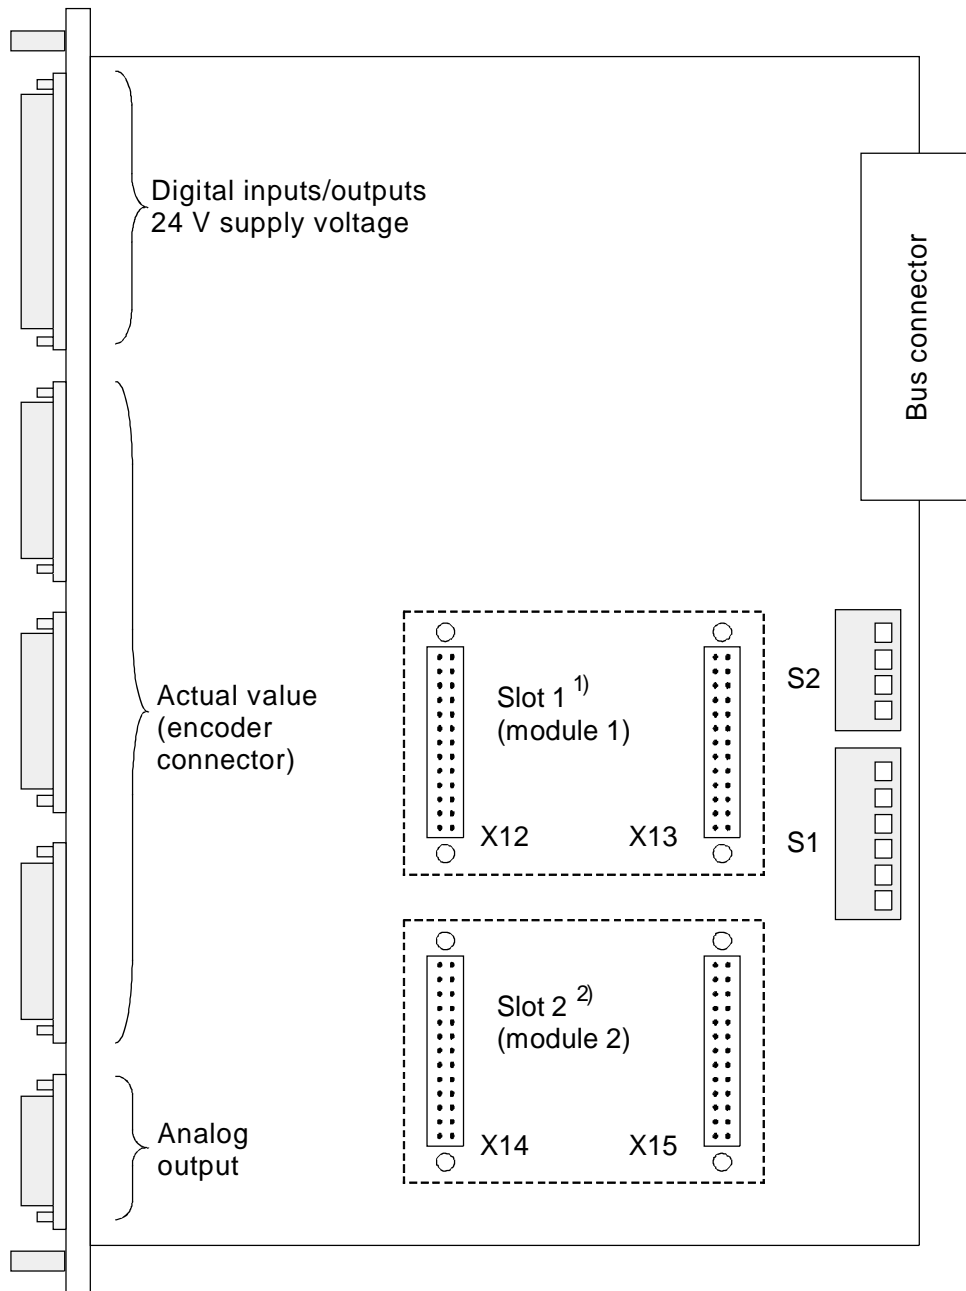 Digital inputs/outputs
24 V supply voltage
Bus connector
Actual value
(encoder
connector)
Slot 1 1)
(module 1)
X12
X13
S2
S1
Slot 2 2)
(module 2)
X14
X15
Analog
output